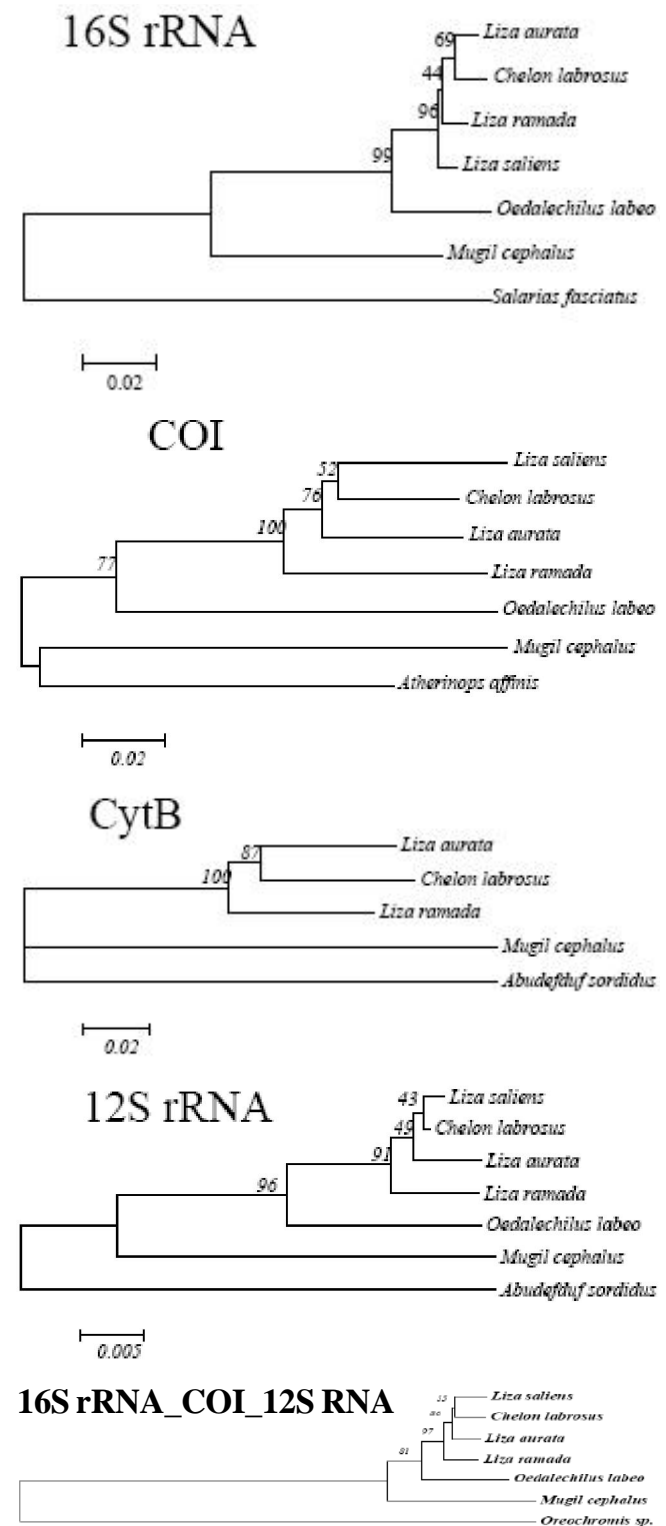 16S rRNA
69
Liza aurata
Chelon labrosus
44
Liza ramada
96
Liza saliens
99
Oedalechilus labeo
Mugil cephalus
Salarias fasciatus
0.02
COI
52
Liza saliens
76
Chelon labrosus
100
Liza aurata
Liza ramada
77
Oedalechilus labeo
Mugil cephalus
Atherinops affinis
0.02
CytB
87
Liza aurata
100
Chelon labrosus
Liza ramada
Mugil cephalus
Abudefduf sordidus
0.02
12S rRNA
43
Liza saliens
49
Chelon labrosus
91
Liza aurata
96
Liza ramada
Oedalechilus labeo
Mugil cephalus
Abudefduf sordidus
0.005
16S rRNA_COI_12S RNA
Liza saliens
Chelon labrosus
97
Liza aurata
81
Liza ramada
Oedalechilus labeo
Mugil cephalus
Oreochromis sp.